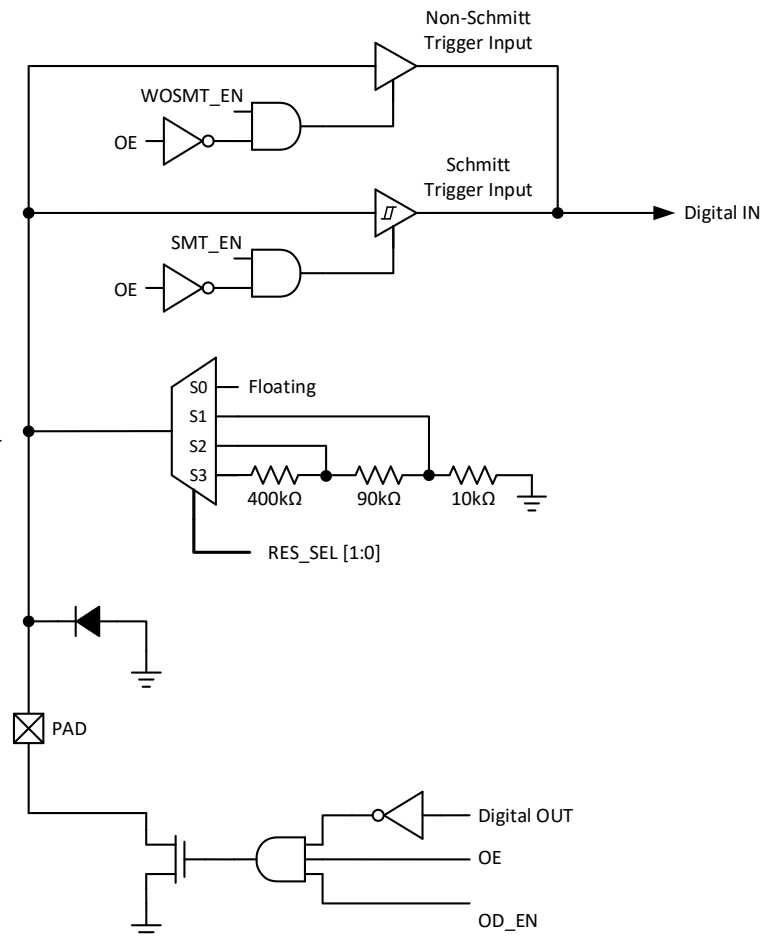 Non-Schmitt
Trigger Input
WOSMT_EN
OE
Schmitt
Trigger Input
Digital IN
SMT_EN
OE
S0
Floating
S1
S2
S3
400kΩ
90kΩ
10kΩ
RES_SEL [1:0]
PAD
Digital OUT
OE
OD_EN